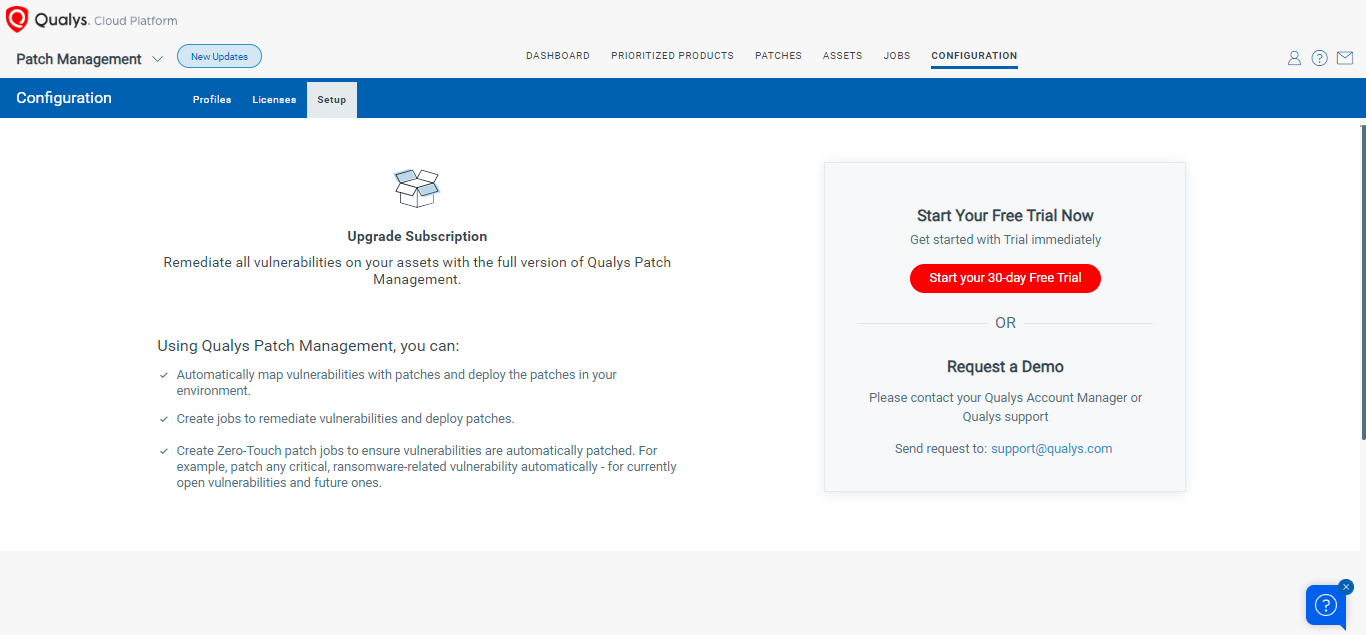 Qualys. Cloud Platform
Patch Management
New Updates
DASHBOARD
PRIORITIZED PRODUCTS
PATCHES
ASSETS
JOBS
CONFIGURATION
Configuration
Profiles
Licenses
Setup
Upgrade Subscription
Remediate all vulnerabilities on your assets with the full version of Qualys Patch
Management.
Using Qualys Patch Management, you can:
Automatically map vulnerabilities with patches and deploy the patches in your
environment.
Create jobs to remediate vulnerabilities and deploy patches.
Create Zero-Touch patch jobs to ensure vulnerabilities are automatically patched. For
example, patch any critical, ransomware-related vulnerability automatically - for currently
open vulnerabilities and future ones.
Start Your Free Trial Now
Get started with Trial immediately
Start your 30-day Free Trial
OR
Request a Demo
Please contact your Qualys Account Manager or
Qualys support
Send request to: support@qualys.com